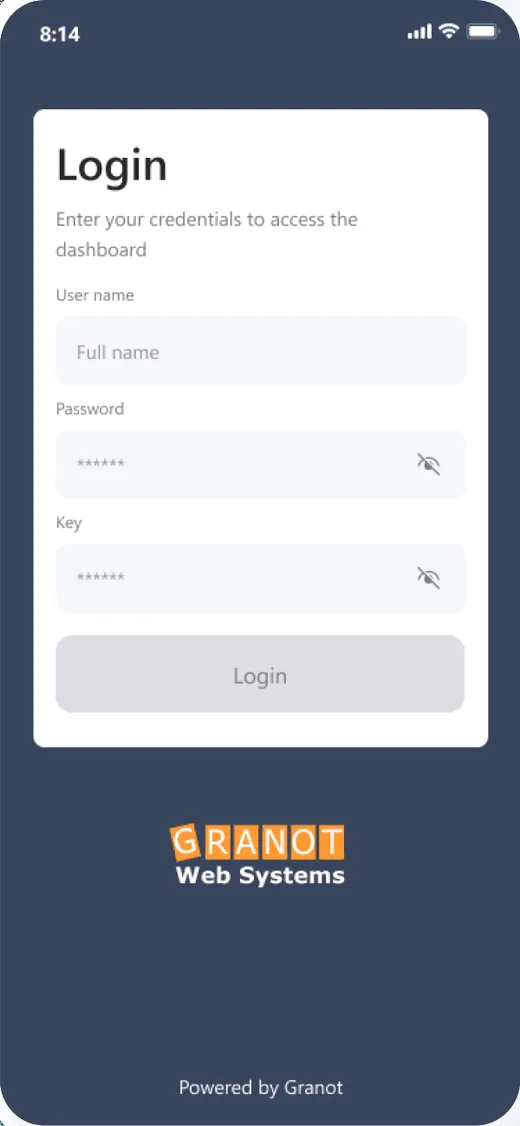 8:14
Login
Enter your credentials to access the
dashboard
User name
Full name
Password
******
Key
******
Login
GRANOT
Web Systems
Powered by Granot